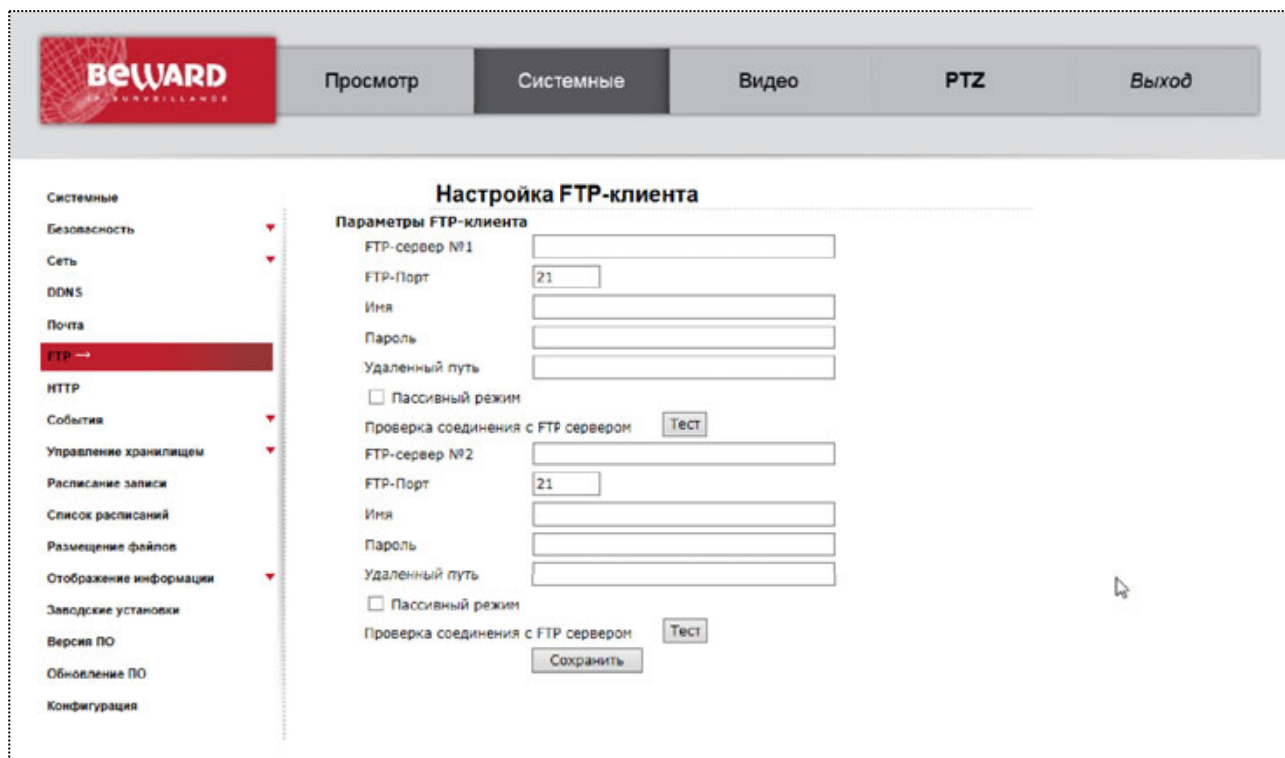 BEWARD
IP SURVEILLANCE
Просмотр
Системные
Видео
PTZ
Выход
Системные
Безопасность
Сеть
DDNS
Почта
FTP →
HTTP
События
Управление хранилищем
Расписание записи
Список расписаний
Размещение файлов
Отображение информации
Заводские установки
Версия ПО
Обновление ПО
Конфигурация
Настройка FTP-клиента
Параметры FTP-клиента
FTP-сервер №1
FTP-Порт 21
Имя
Пароль
Удаленный путь
Пассивный режим
Проверка соединения с FTP сервером Тест
FTP-сервер №2
FTP-Порт 21
Имя
Пароль
Удаленный путь
Пассивный режим
Проверка соединения с FTP сервером Тест
Сохранить